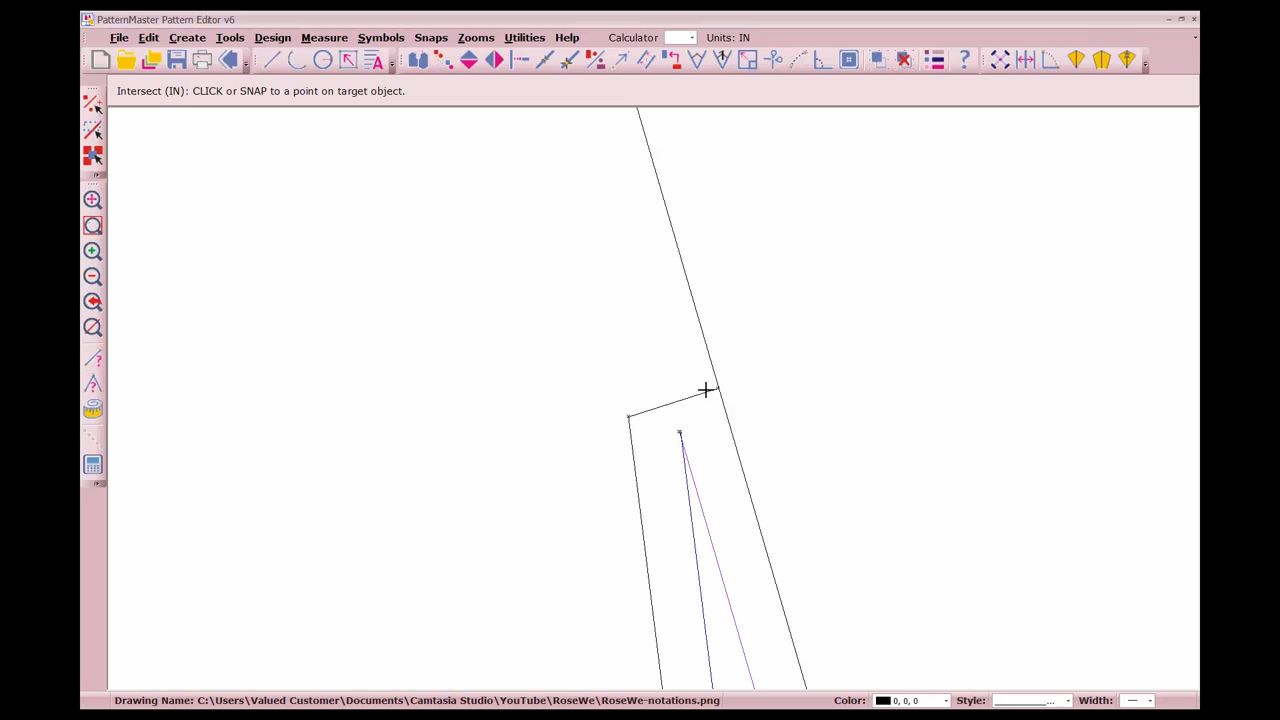 PatternMaster Pattern Editor v6
File Edit Create Tools Design Measure Symbols Snaps Zooms Utilities Help Calculator Units: IN
Intersect (IN): CLICK or SNAP to a point on target object.
Drawing Name: C:\Users\Valued Customer\Documents\Camtasia Studio\YouTube\RoseWe\RoseWe-notations.png Color: 0, 0, 0 Style: ... Width: